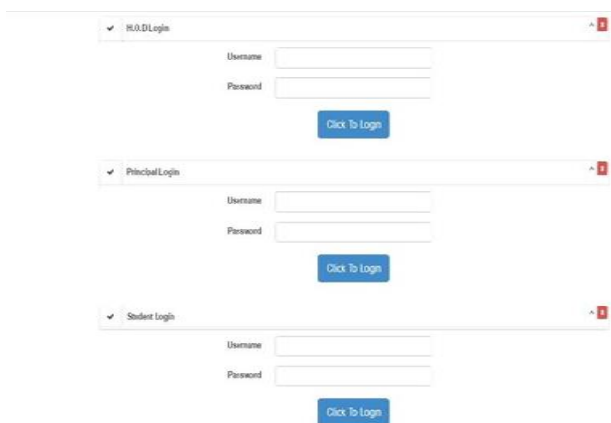 H.O.D Login
Username
Password
Click To Login
Principal Login
Username
Password
Click To Login
Student Login
Username
Password
Click To Login